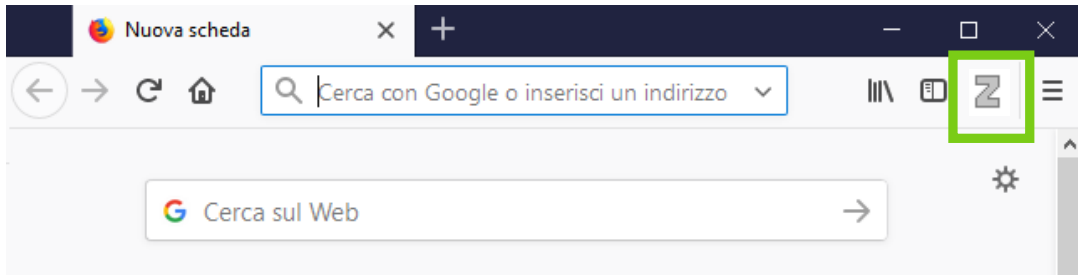 Nuova scheda
Cerca con Google o inserisci un indirizzo
Z
Cerca sul Web